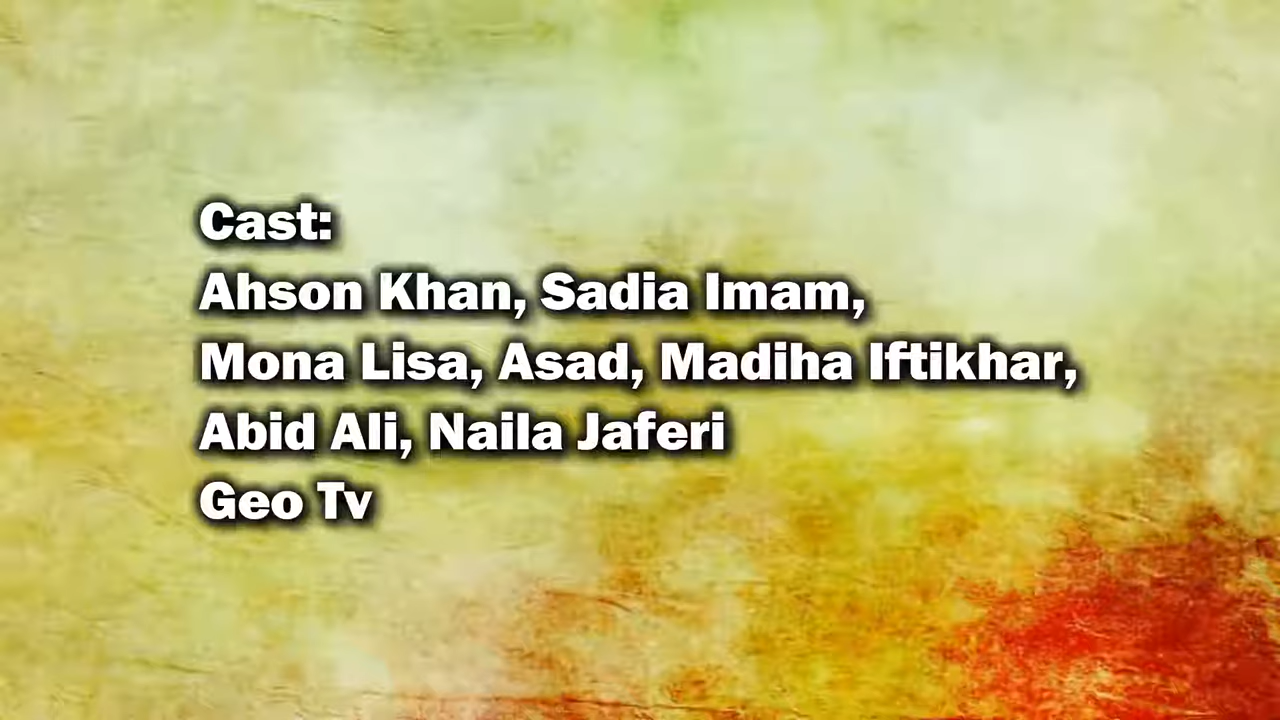 Cast:
Ahson Khan, Sadia Imam,
Mona Lisa, Asad, Madiha Iftikhar,
Abid Ali, Naila Jaferi
Geo Tv